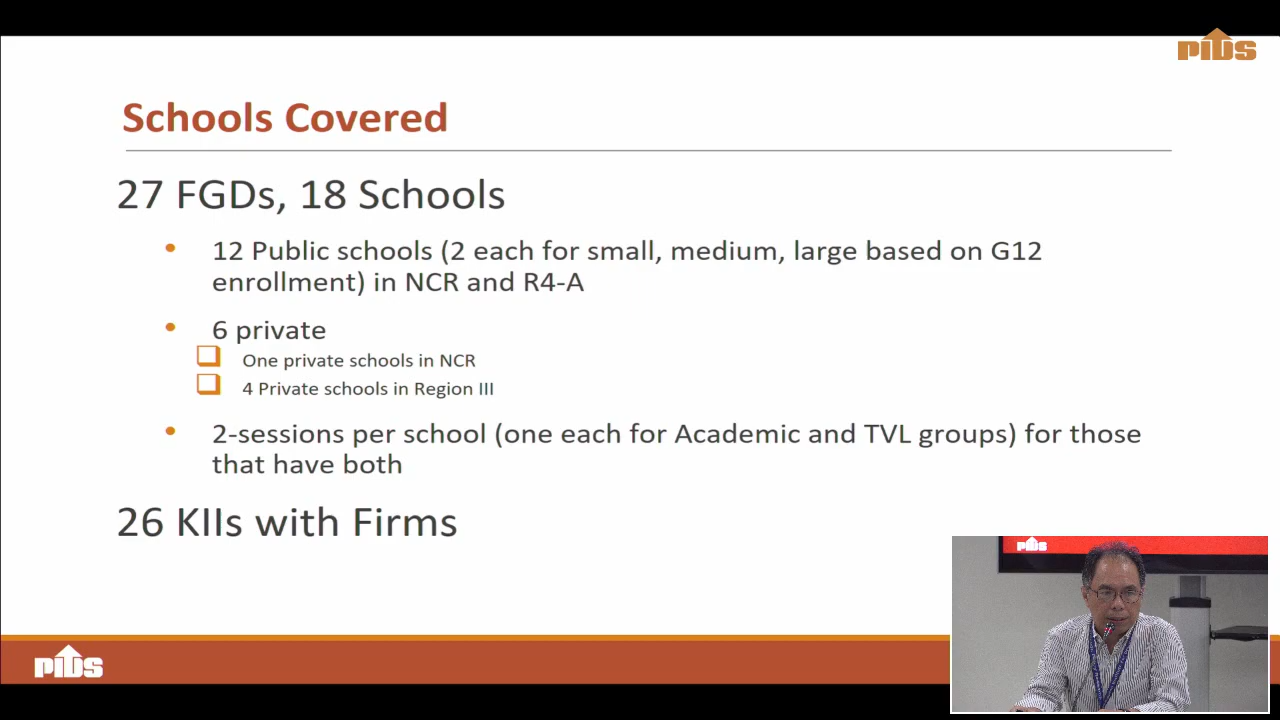 PIDS
Schools Covered
27 FGDs, 18 Schools
12 Public schools (2 each for small, medium, large based on G12
enrollment) in NCR and R4-A
6 private
One private schools in NCR
4 Private schools in Region III
2-sessions per school (one each for Academic and TVL groups) for those
that have both
26 KIIs with Firms
PIDS
PIDS